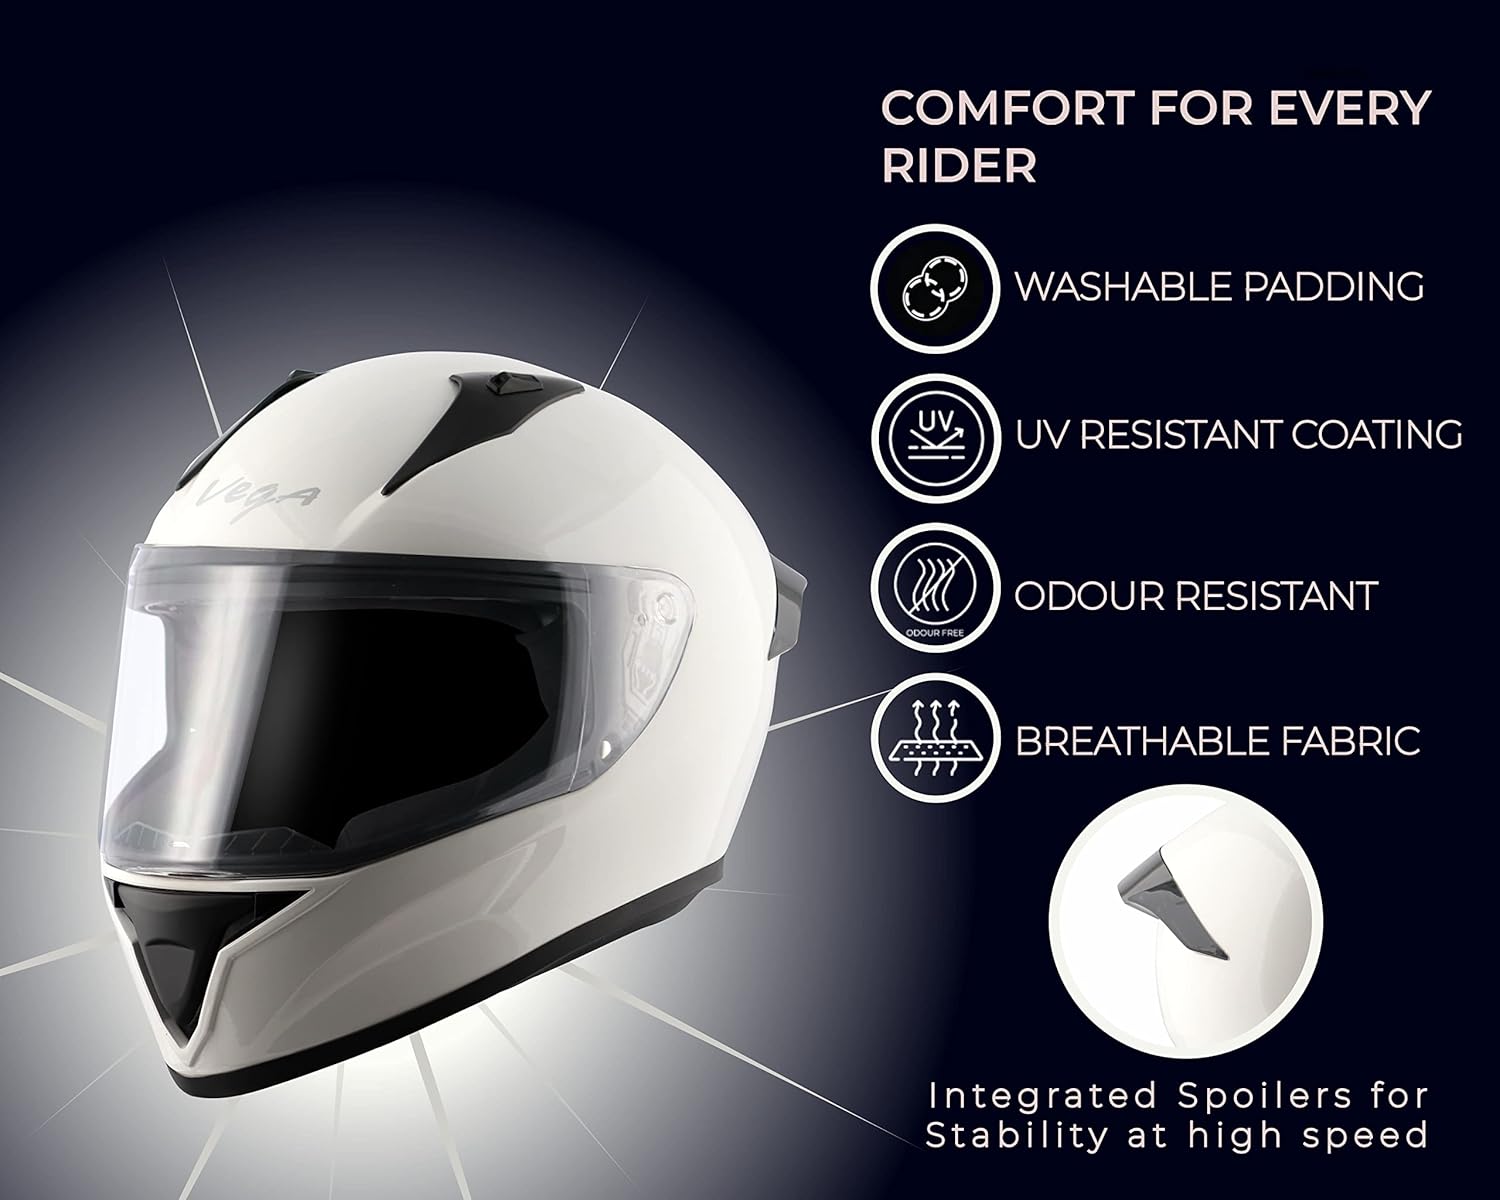 COMFORT FOR EVERY
RIDER
WASHABLE PADDING
UV
UV RESISTANT COATING
ODOUR FREE
ODOUR RESISTANT
BREATHABLE FABRIC
Vega
Integrated Spoilers for
Stability at high speed